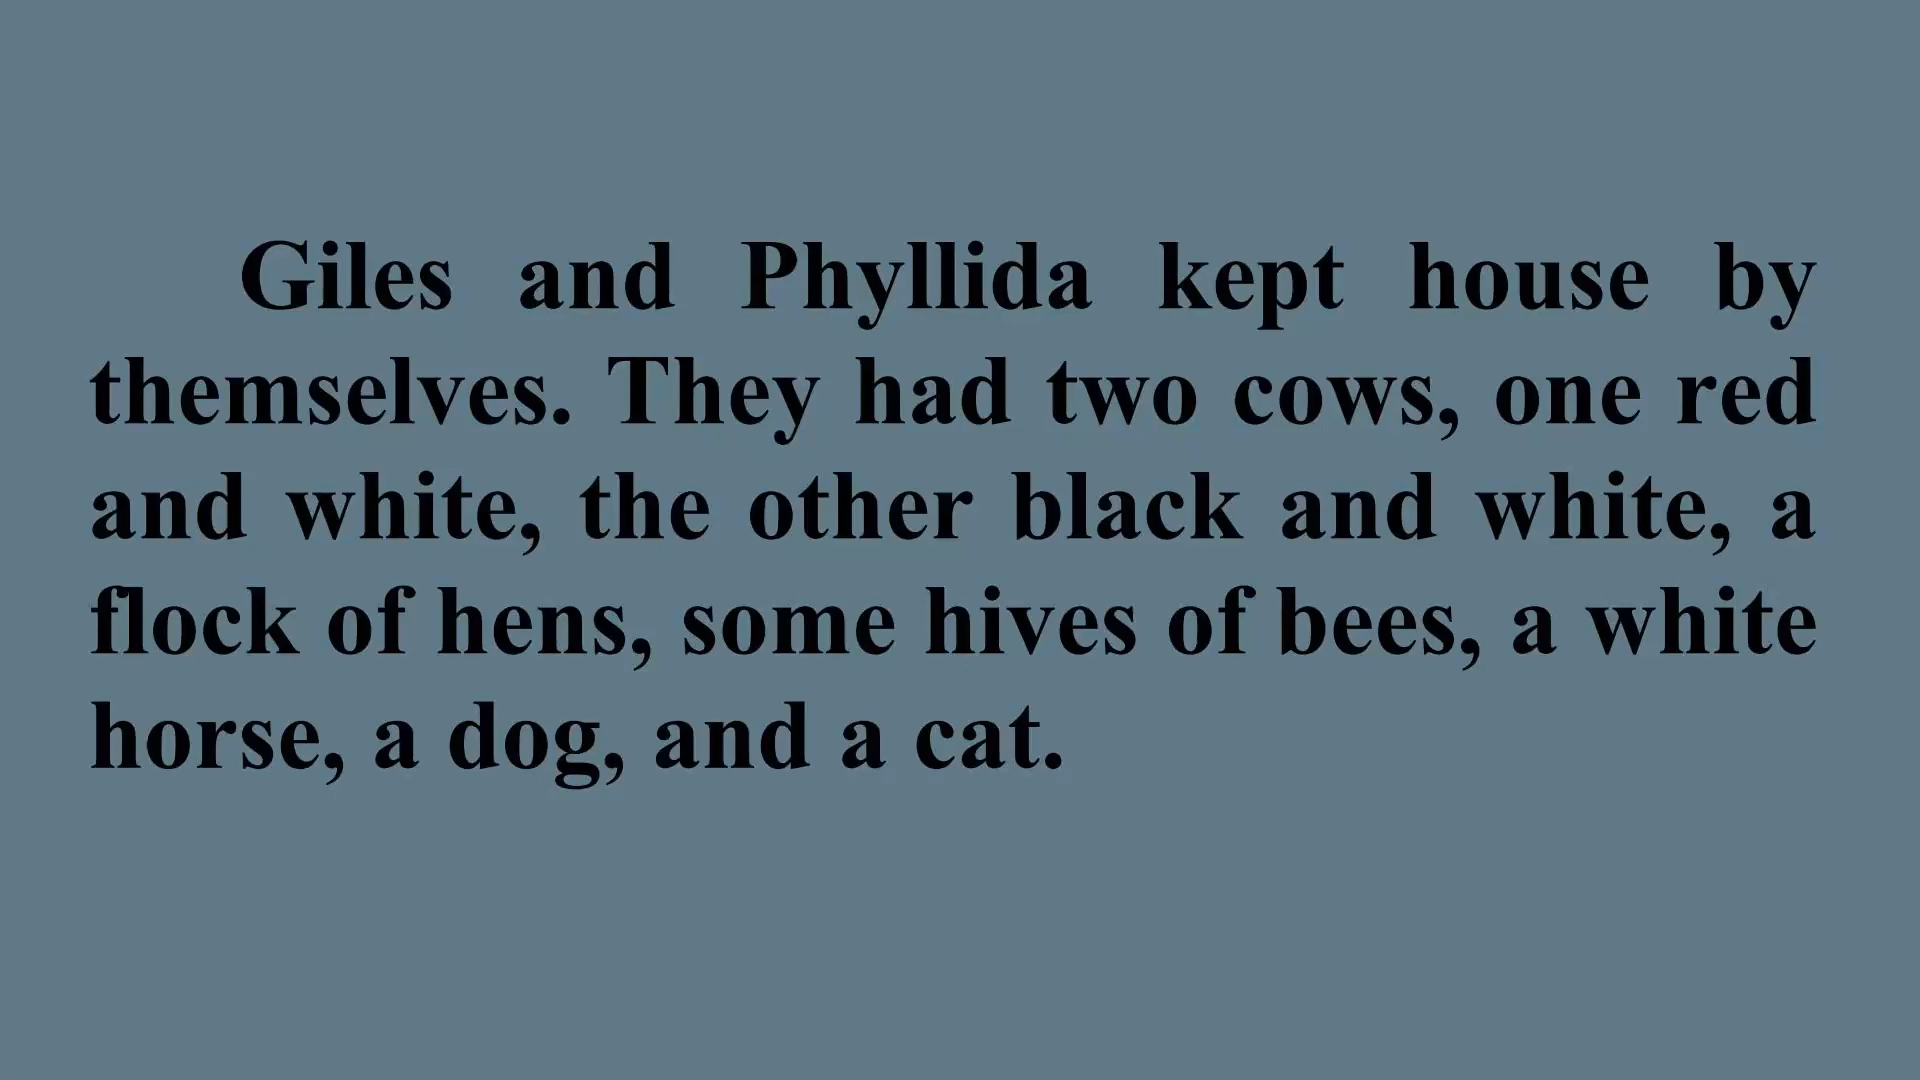 Giles and Phyllida kept house by
themselves. They had two cows, one red
and white, the other black and white, a
flock of hens, some hives of bees, a white
horse, a dog, and a cat.